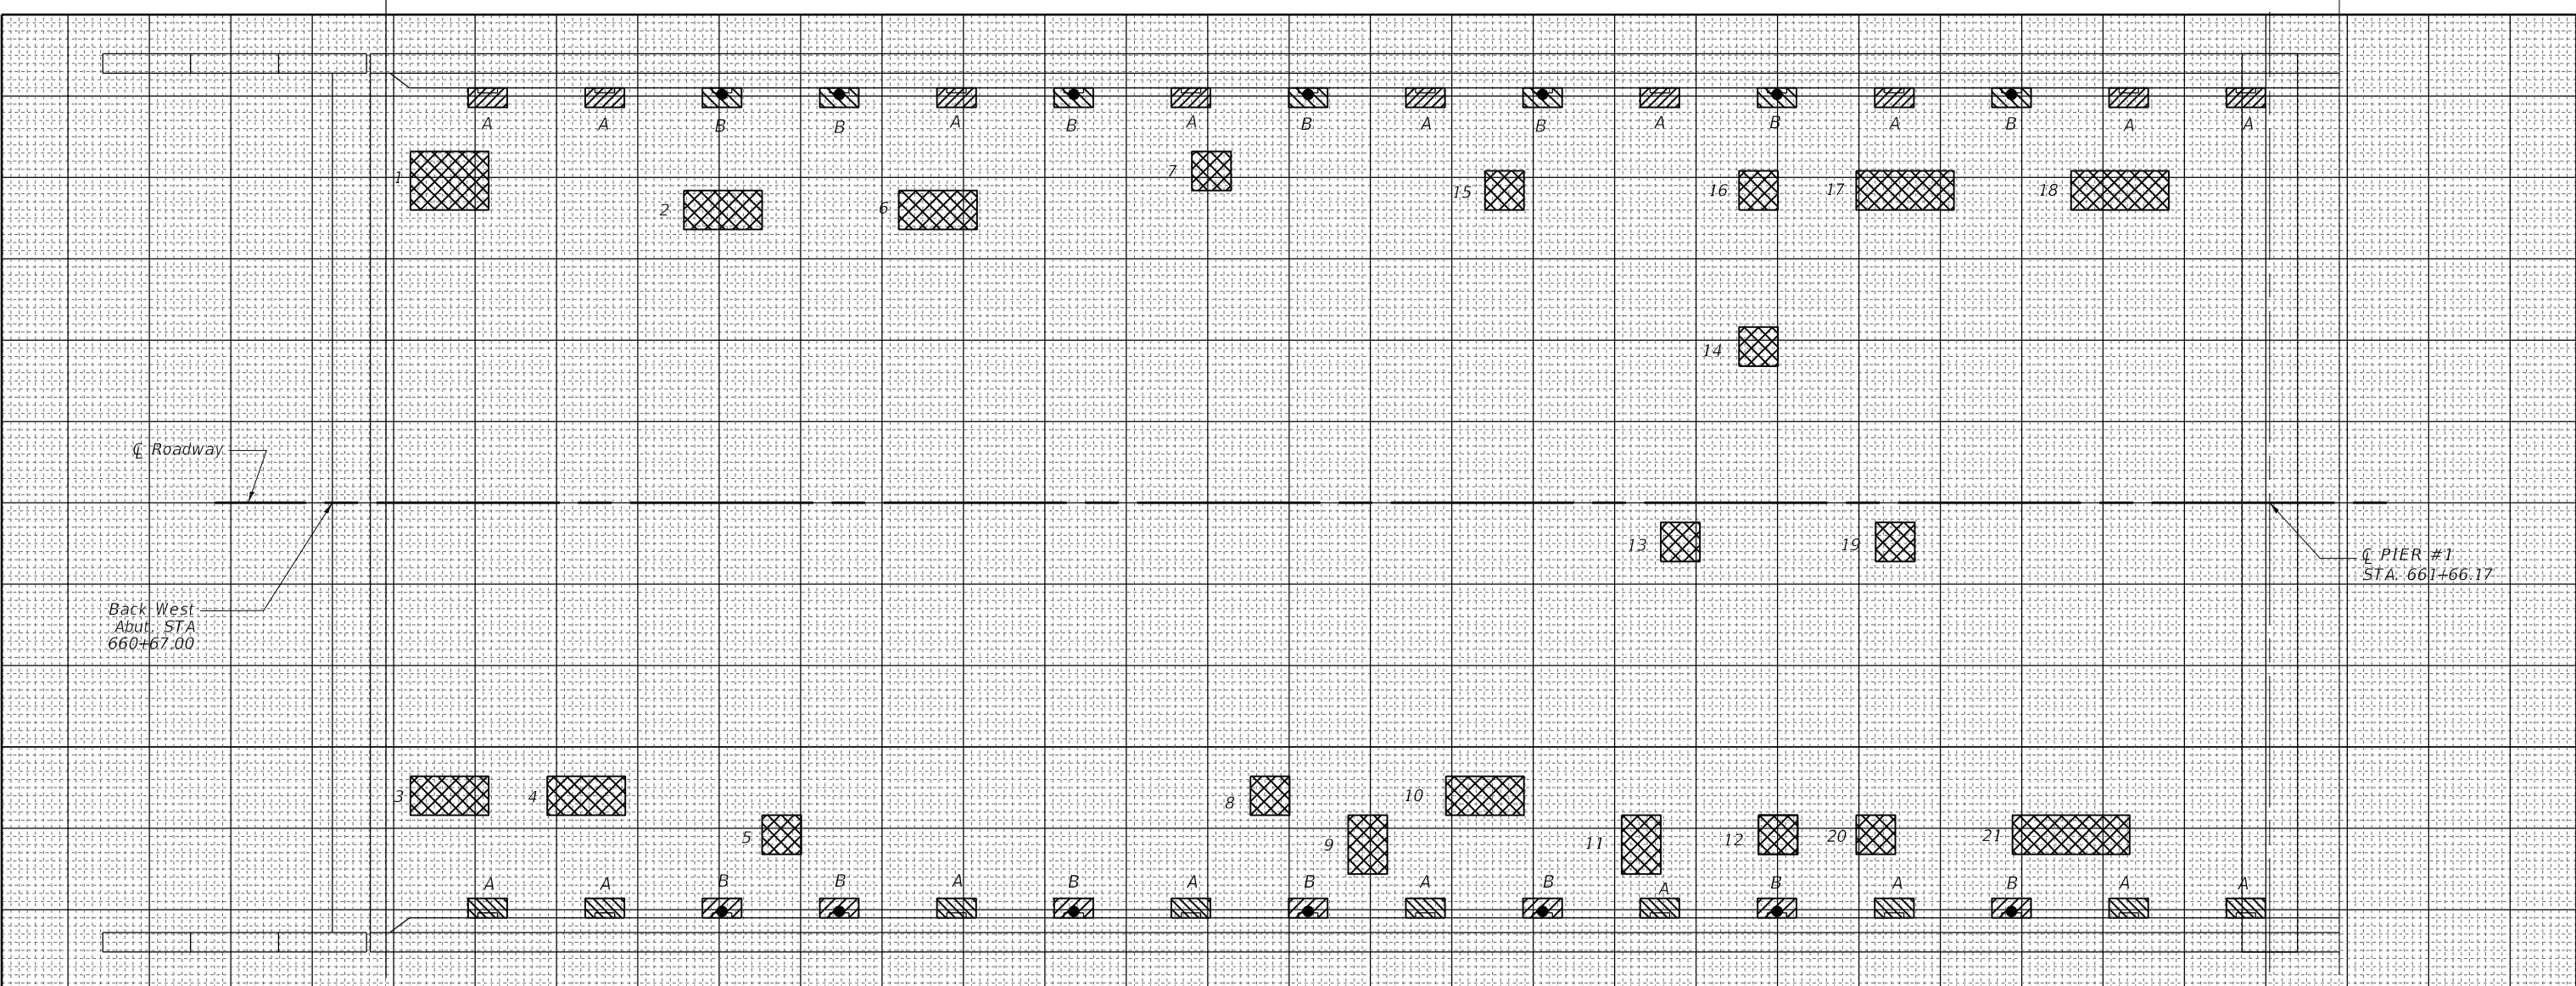 A A B B A B A B A B A B A B A A
1
7
15 16 17 18
2 6
14
℄ Roadway
13 19
℄ PIER #1
STA. 661+66.17
Back West
Abut. STA
660+67.00
3 4 8 10
5 9 11 12 20 21
A A B B A B A B A B A B A B A A